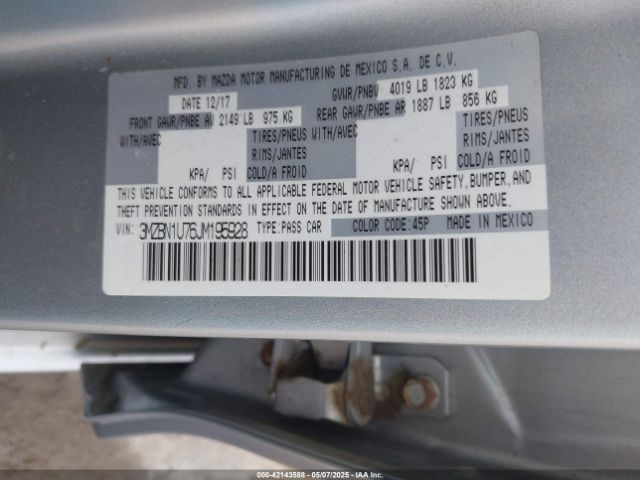 MFD. BY MAZDA MOTOR MANUFACTURING DE MEXICO S.A. DE C.V.
DATE 12/17 GVWR/PNBV 4019 LB 1823 KG
FRONT GAWR/PNBE AV 2149 LB 975 KG REAR GAWR/PNBE AR 1887 LB 856 KG
WITH/AVEC TIRES/PNEUS WITH/AVEC TIRES/PNEUS
RIMS/JANTES RIMS/JANTES
KPA/ PSI COLD/A FROID KPA/ PSI COLD/A FROID
THIS VEHICLE CONFORMS TO ALL APPLICABLE FEDERAL MOTOR VEHICLE SAFETY, BUMPER, AND
THEFT PREVENTION STANDARDS IN EFFECT ON THE DATE OF MANUFACTURE SHOWN ABOVE.
VIN: 3MZBN1U76JM195928 TYPE: PASS CAR COLOR CODE: 45P MADE IN MEXICO
000-42143588 | 05/07/2025 | IAA Inc.